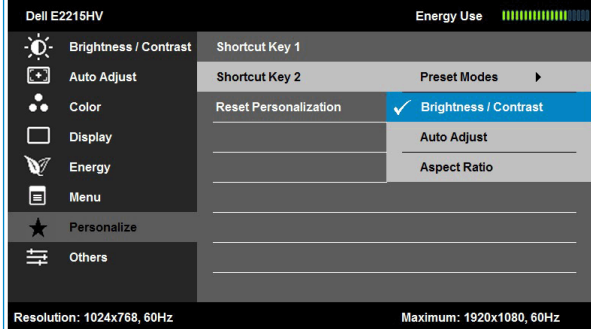 Dell E2215HV Energy Use
Brightness / Contrast Shortcut Key 1
Auto Adjust Shortcut Key 2 Preset Modes
Color Reset Personalization Brightness / Contrast
Display Auto Adjust
Energy Aspect Ratio
Menu
Personalize
Others
Resolution: 1024x768, 60Hz Maximum: 1920x1080, 60Hz